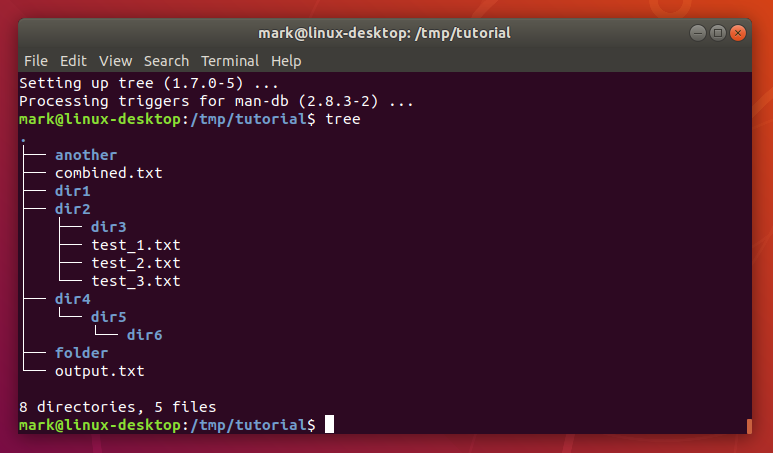 mark@linux-desktop: /tmp/tutorial
File Edit View Search Terminal Help
Setting up tree (1.7.0-5) ...
Processing triggers for man-db (2.8.3-2) ...
mark@linux-desktop:/tmp/tutorial$ tree
.
├── another
├── combined.txt
├── dir1
├── dir2
│   ├── dir3
│   ├── test_1.txt
│   ├── test_2.txt
│   └── test_3.txt
├── dir4
│   └── dir5
│       └── dir6
├── folder
└── output.txt

8 directories, 5 files
mark@linux-desktop:/tmp/tutorial$